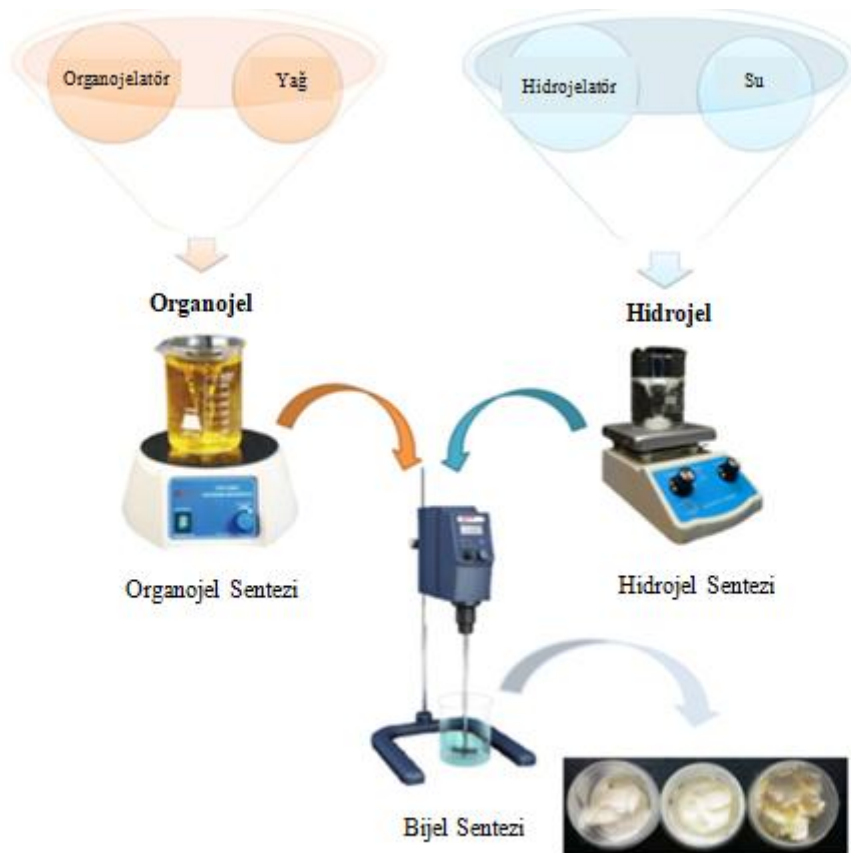 Organojelatör
Yağ
Hidrojelatör
Su
Organojel
Hidrojel
Organojel Sentezi
Hidrojel Sentezi
Bijel Sentezi